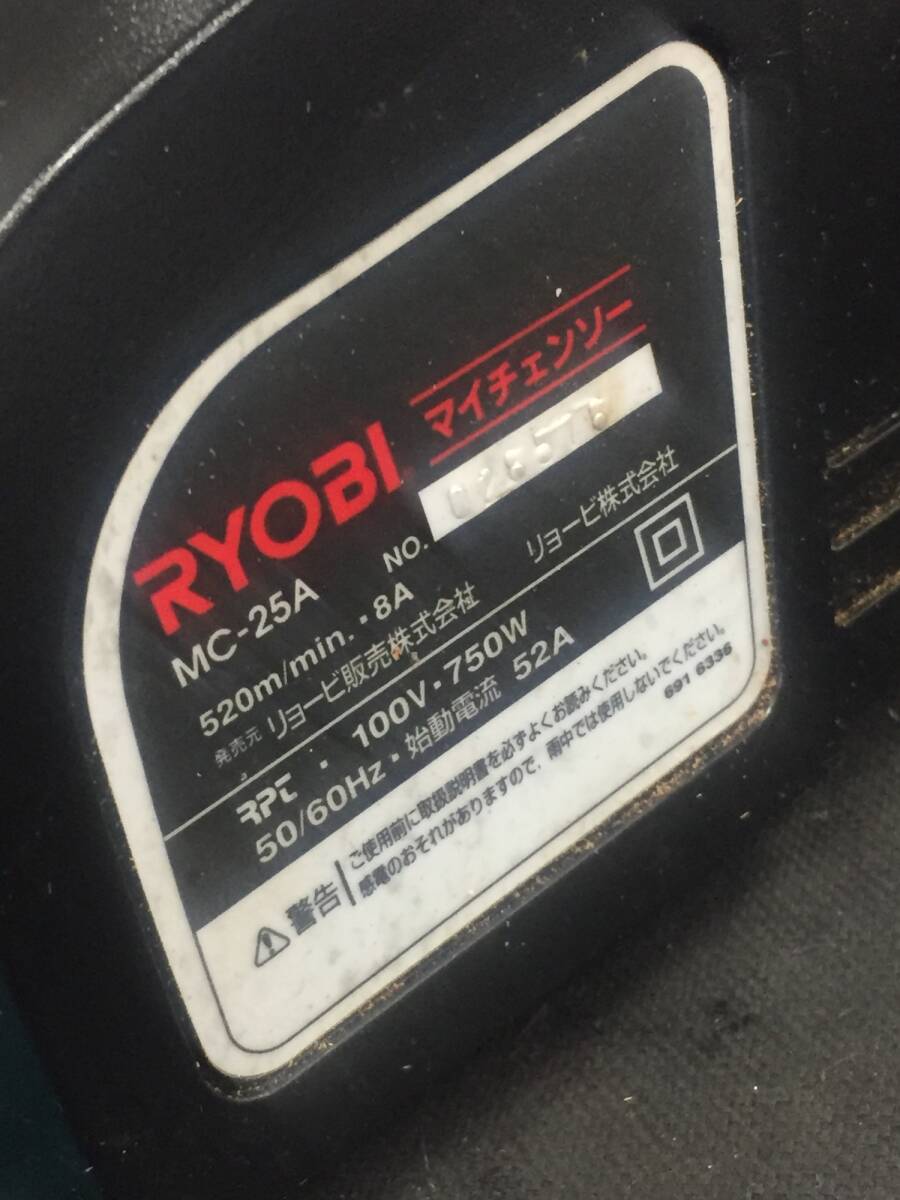 RYOBI マイチェンソー
MC-25A NO.
520m/min.・8A
発売元 リョービ販売株式会社 リョービ株式会社
RPC ・ 100V・750W
50/60Hz・始動電流 52A
警告 ご使用前に取扱説明書を必ずよくお読みください。
感電のおそれがありますので、雨中では使用しないでください。
691 6336